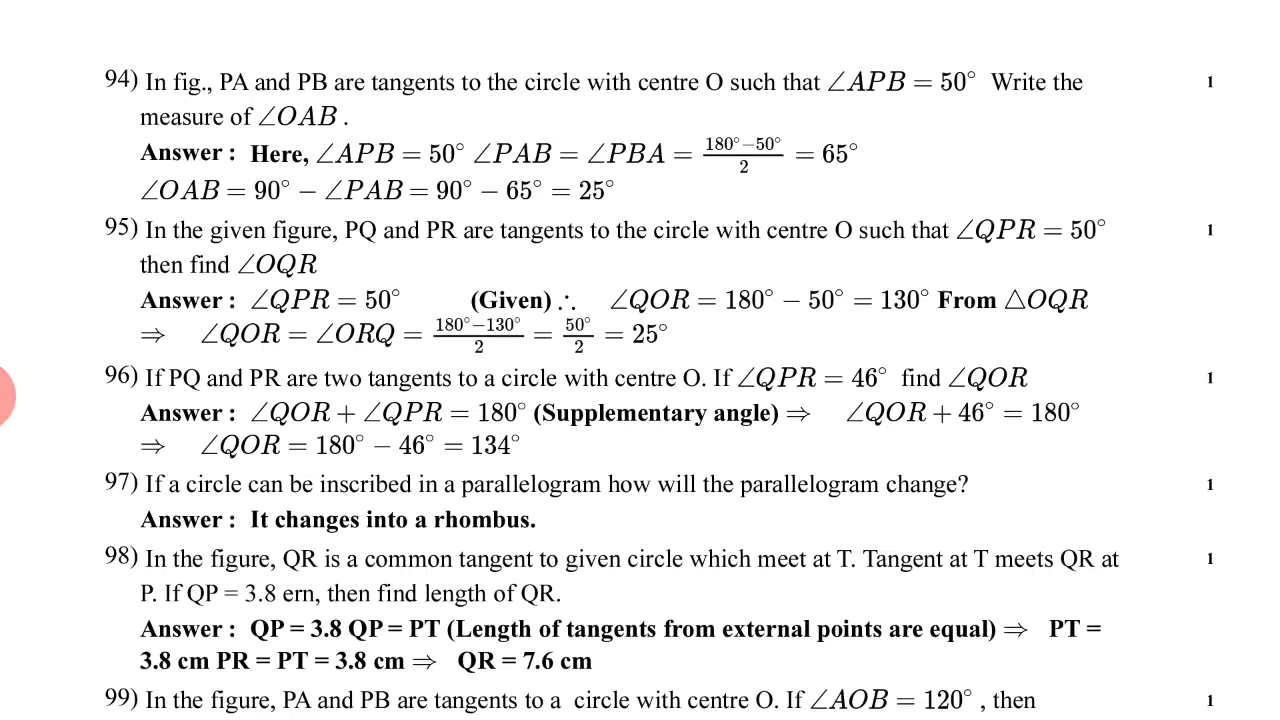 94) In fig., PA and PB are tangents to the circle with centre O such that ∠APB = 50° Write the 1
measure of ∠OAB .
Answer : Here, ∠APB = 50° ∠PAB = ∠PBA = (180°−50°)/2 = 65°
∠OAB = 90° − ∠PAB = 90° − 65° = 25°
95) In the given figure, PQ and PR are tangents to the circle with centre O such that ∠QPR = 50° 1
then find ∠OQR
Answer : ∠QPR = 50° (Given) ∴ ∠QOR = 180° − 50° = 130° From △OQR
⇒ ∠QOR = ∠ORQ = (180°−130°)/2 = 50°/2 = 25°
96) If PQ and PR are two tangents to a circle with centre O. If ∠QPR = 46° find ∠QOR 1
Answer : ∠QOR + ∠QPR = 180° (Supplementary angle) ⇒ ∠QOR + 46° = 180°
⇒ ∠QOR = 180° − 46° = 134°
97) If a circle can be inscribed in a parallelogram how will the parallelogram change? 1
Answer : It changes into a rhombus.
98) In the figure, QR is a common tangent to given circle which meet at T. Tangent at T meets QR at 1
P. If QP = 3.8 ern, then find length of QR.
Answer : QP = 3.8 QP = PT (Length of tangents from external points are equal) ⇒ PT =
3.8 cm PR = PT = 3.8 cm ⇒ QR = 7.6 cm
99) In the figure, PA and PB are tangents to a circle with centre O. If ∠AOB = 120° , then 1